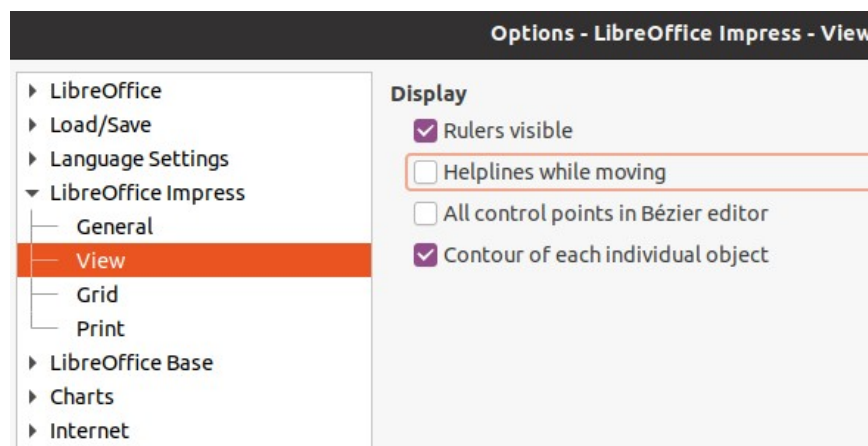 Options - LibreOffice Impress - View
LibreOffice
Load/Save
Language Settings
LibreOffice Impress
General
View
Grid
Print
LibreOffice Base
Charts
Internet
Display
Rulers visible
Helplines while moving
All control points in Bézier editor
Contour of each individual object